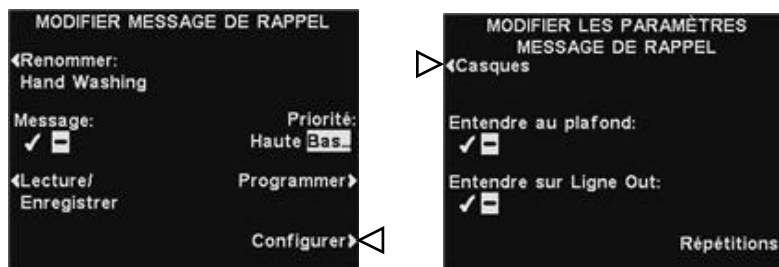 MODIFIER MESSAGE DE RAPPEL
Renommer:
Hand Washing
Message:
Priorité:
Haute Bas...
Lecture/
Enregistrer
Programmer
Configurer
MODIFIER LES PARAMÈTRES
MESSAGE DE RAPPEL
Casques
Entendre au plafond:
Entendre sur Ligne Out:
Répétitions